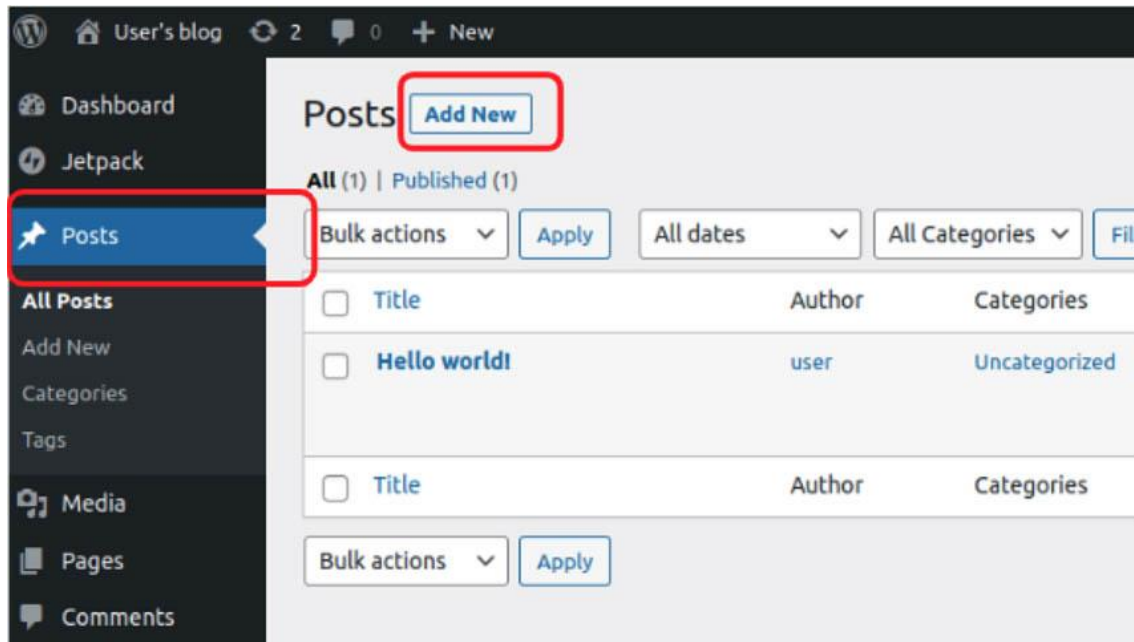 User's blog 2 0 + New
Dashboard
Jetpack
Posts
All Posts
Add New
Categories
Tags
Media
Pages
Comments
Posts Add New
All (1) | Published (1)
Bulk actions Apply All dates All Categories Fil
Title Author Categories
Hello world! user Uncategorized
Title Author Categories
Bulk actions Apply